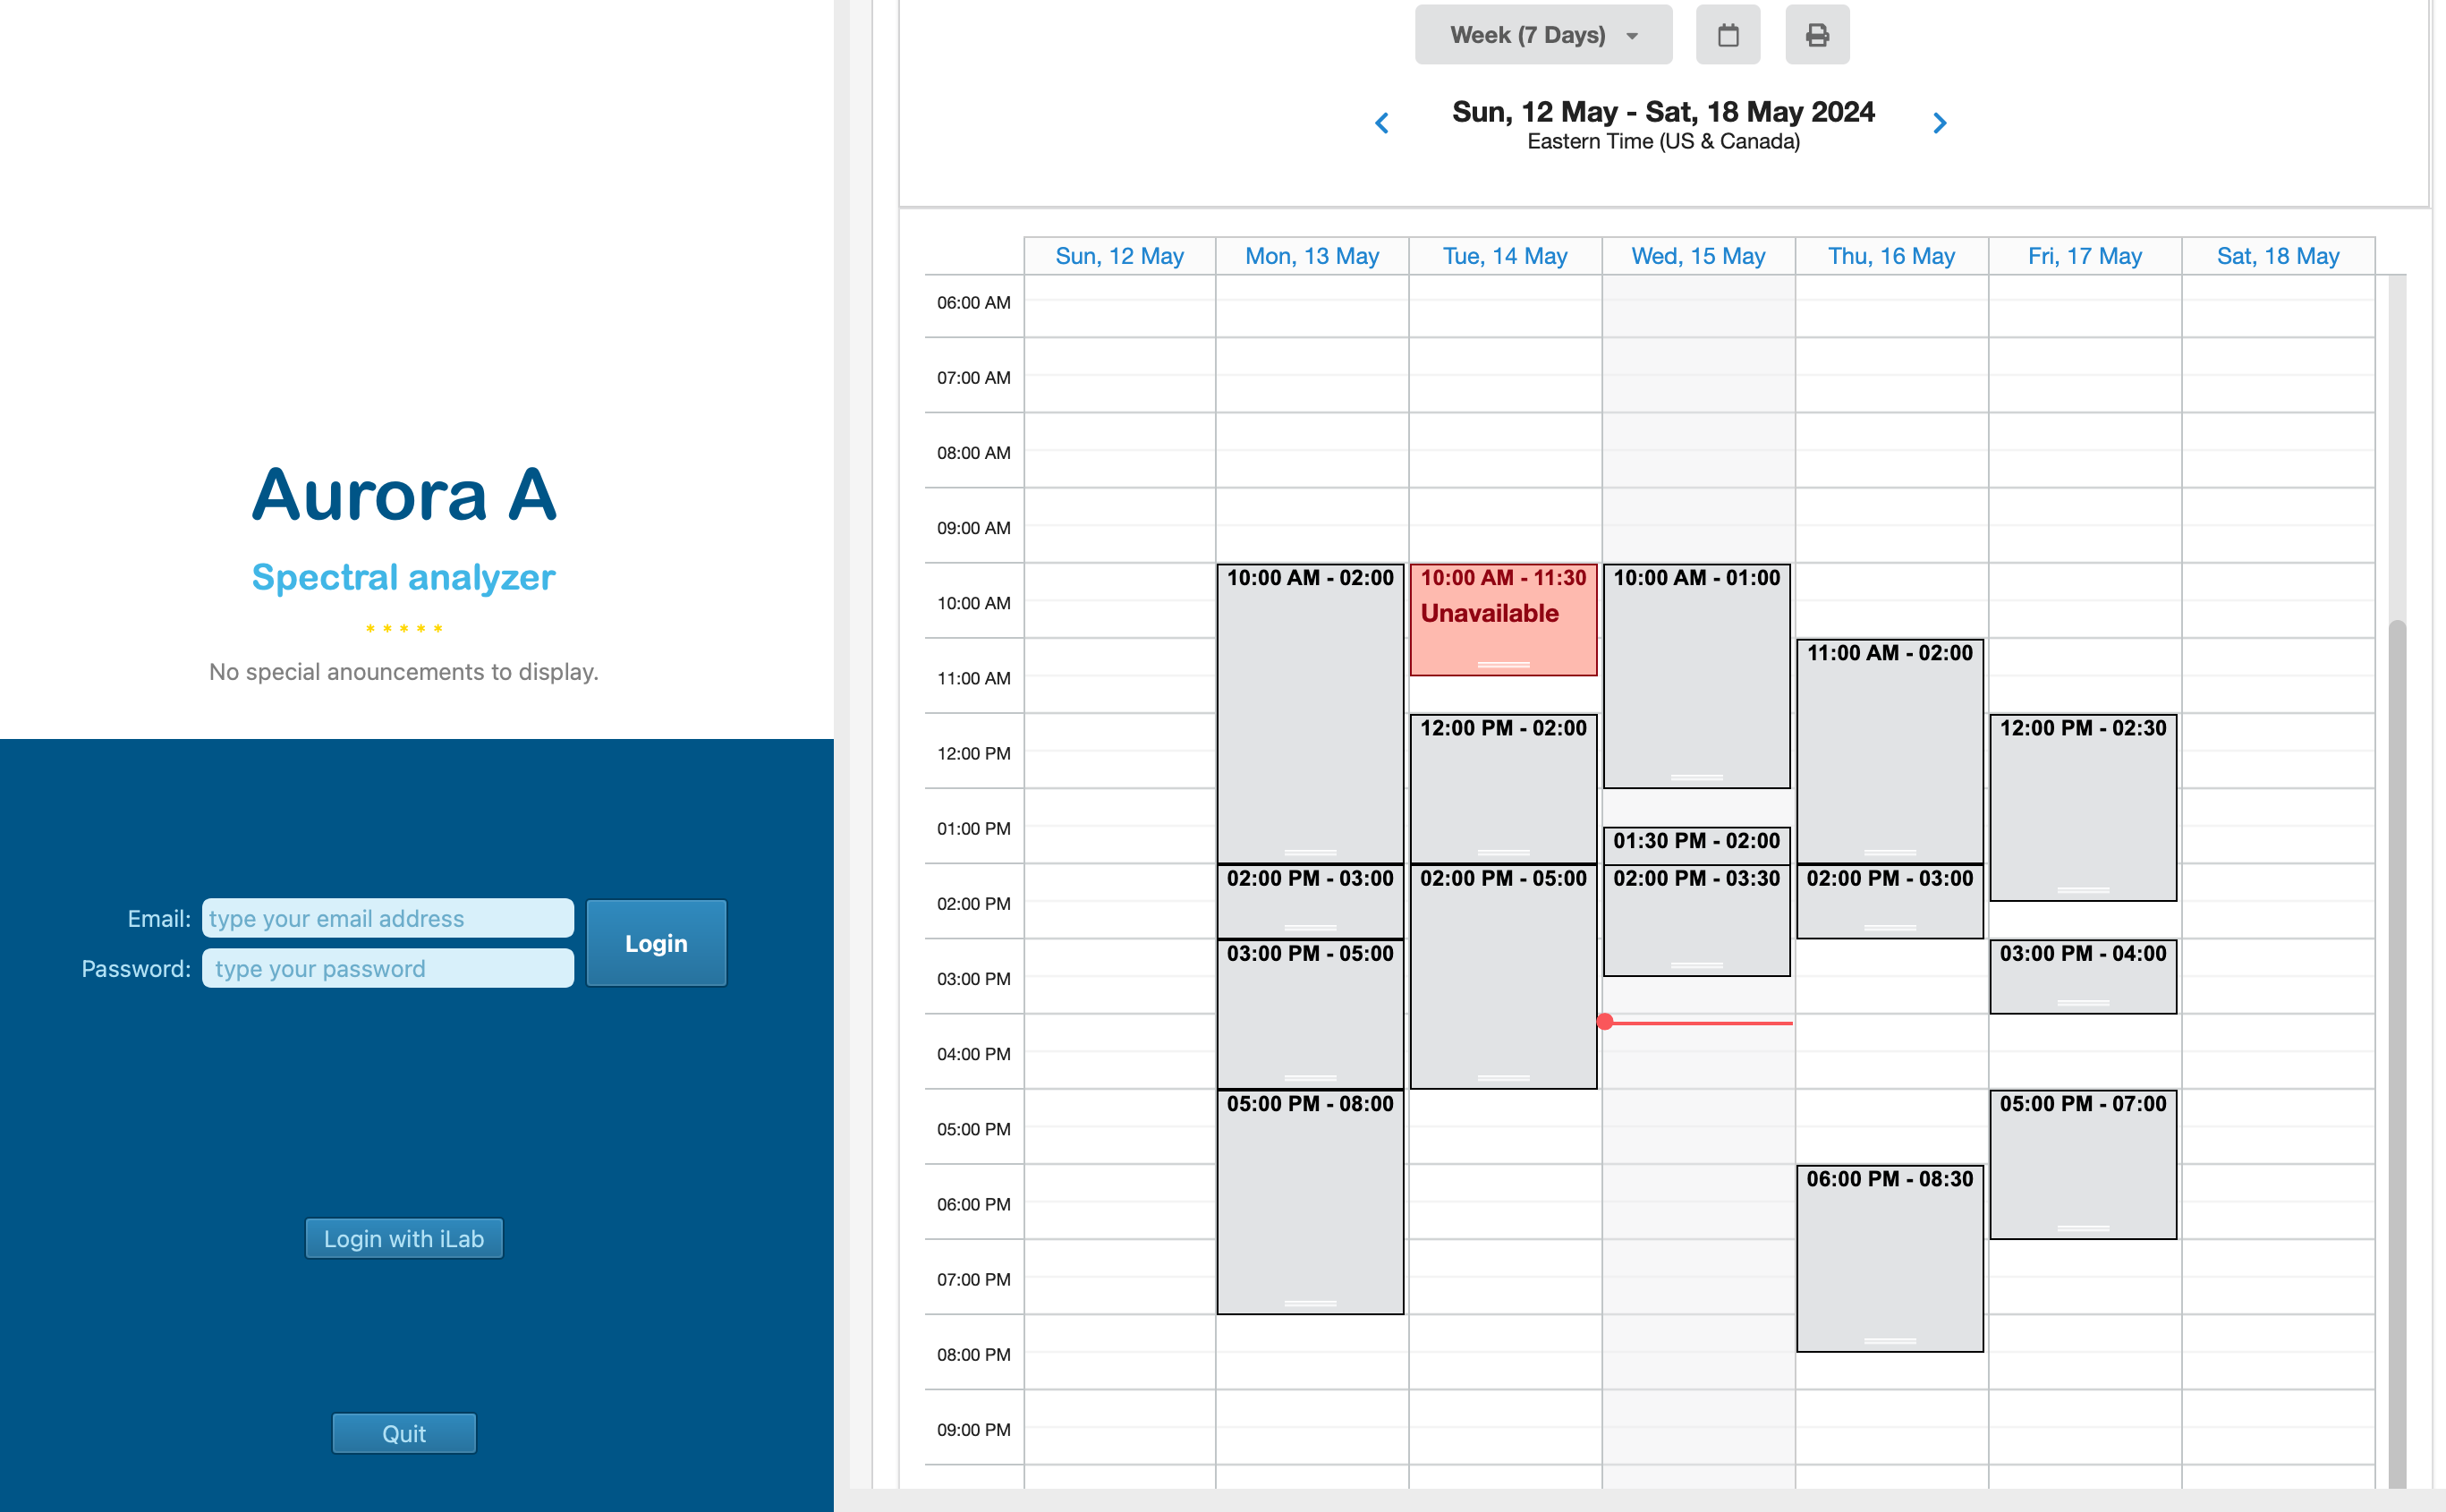 Aurora A
Spectral analyzer
* * * * *
No special anouncements to display.
Email: type your email address
Password: type your password
Login
Login with iLab
Quit
Week (7 Days)
Sun, 12 May - Sat, 18 May 2024
Eastern Time (US & Canada)
Sun, 12 May Mon, 13 May Tue, 14 May Wed, 15 May Thu, 16 May Fri, 17 May Sat, 18 May
06:00 AM
07:00 AM
08:00 AM
09:00 AM
10:00 AM - 02:00 10:00 AM - 11:30 10:00 AM - 01:00
10:00 AM Unavailable
11:00 AM - 02:00
11:00 AM
12:00 PM - 02:00 12:00 PM - 02:30
12:00 PM
01:00 PM
01:30 PM - 02:00
02:00 PM - 03:00 02:00 PM - 05:00 02:00 PM - 03:30 02:00 PM - 03:00
02:00 PM
03:00 PM - 05:00 03:00 PM - 04:00
03:00 PM
04:00 PM
05:00 PM - 08:00 05:00 PM - 07:00
05:00 PM
06:00 PM - 08:30
06:00 PM
07:00 PM
08:00 PM
09:00 PM